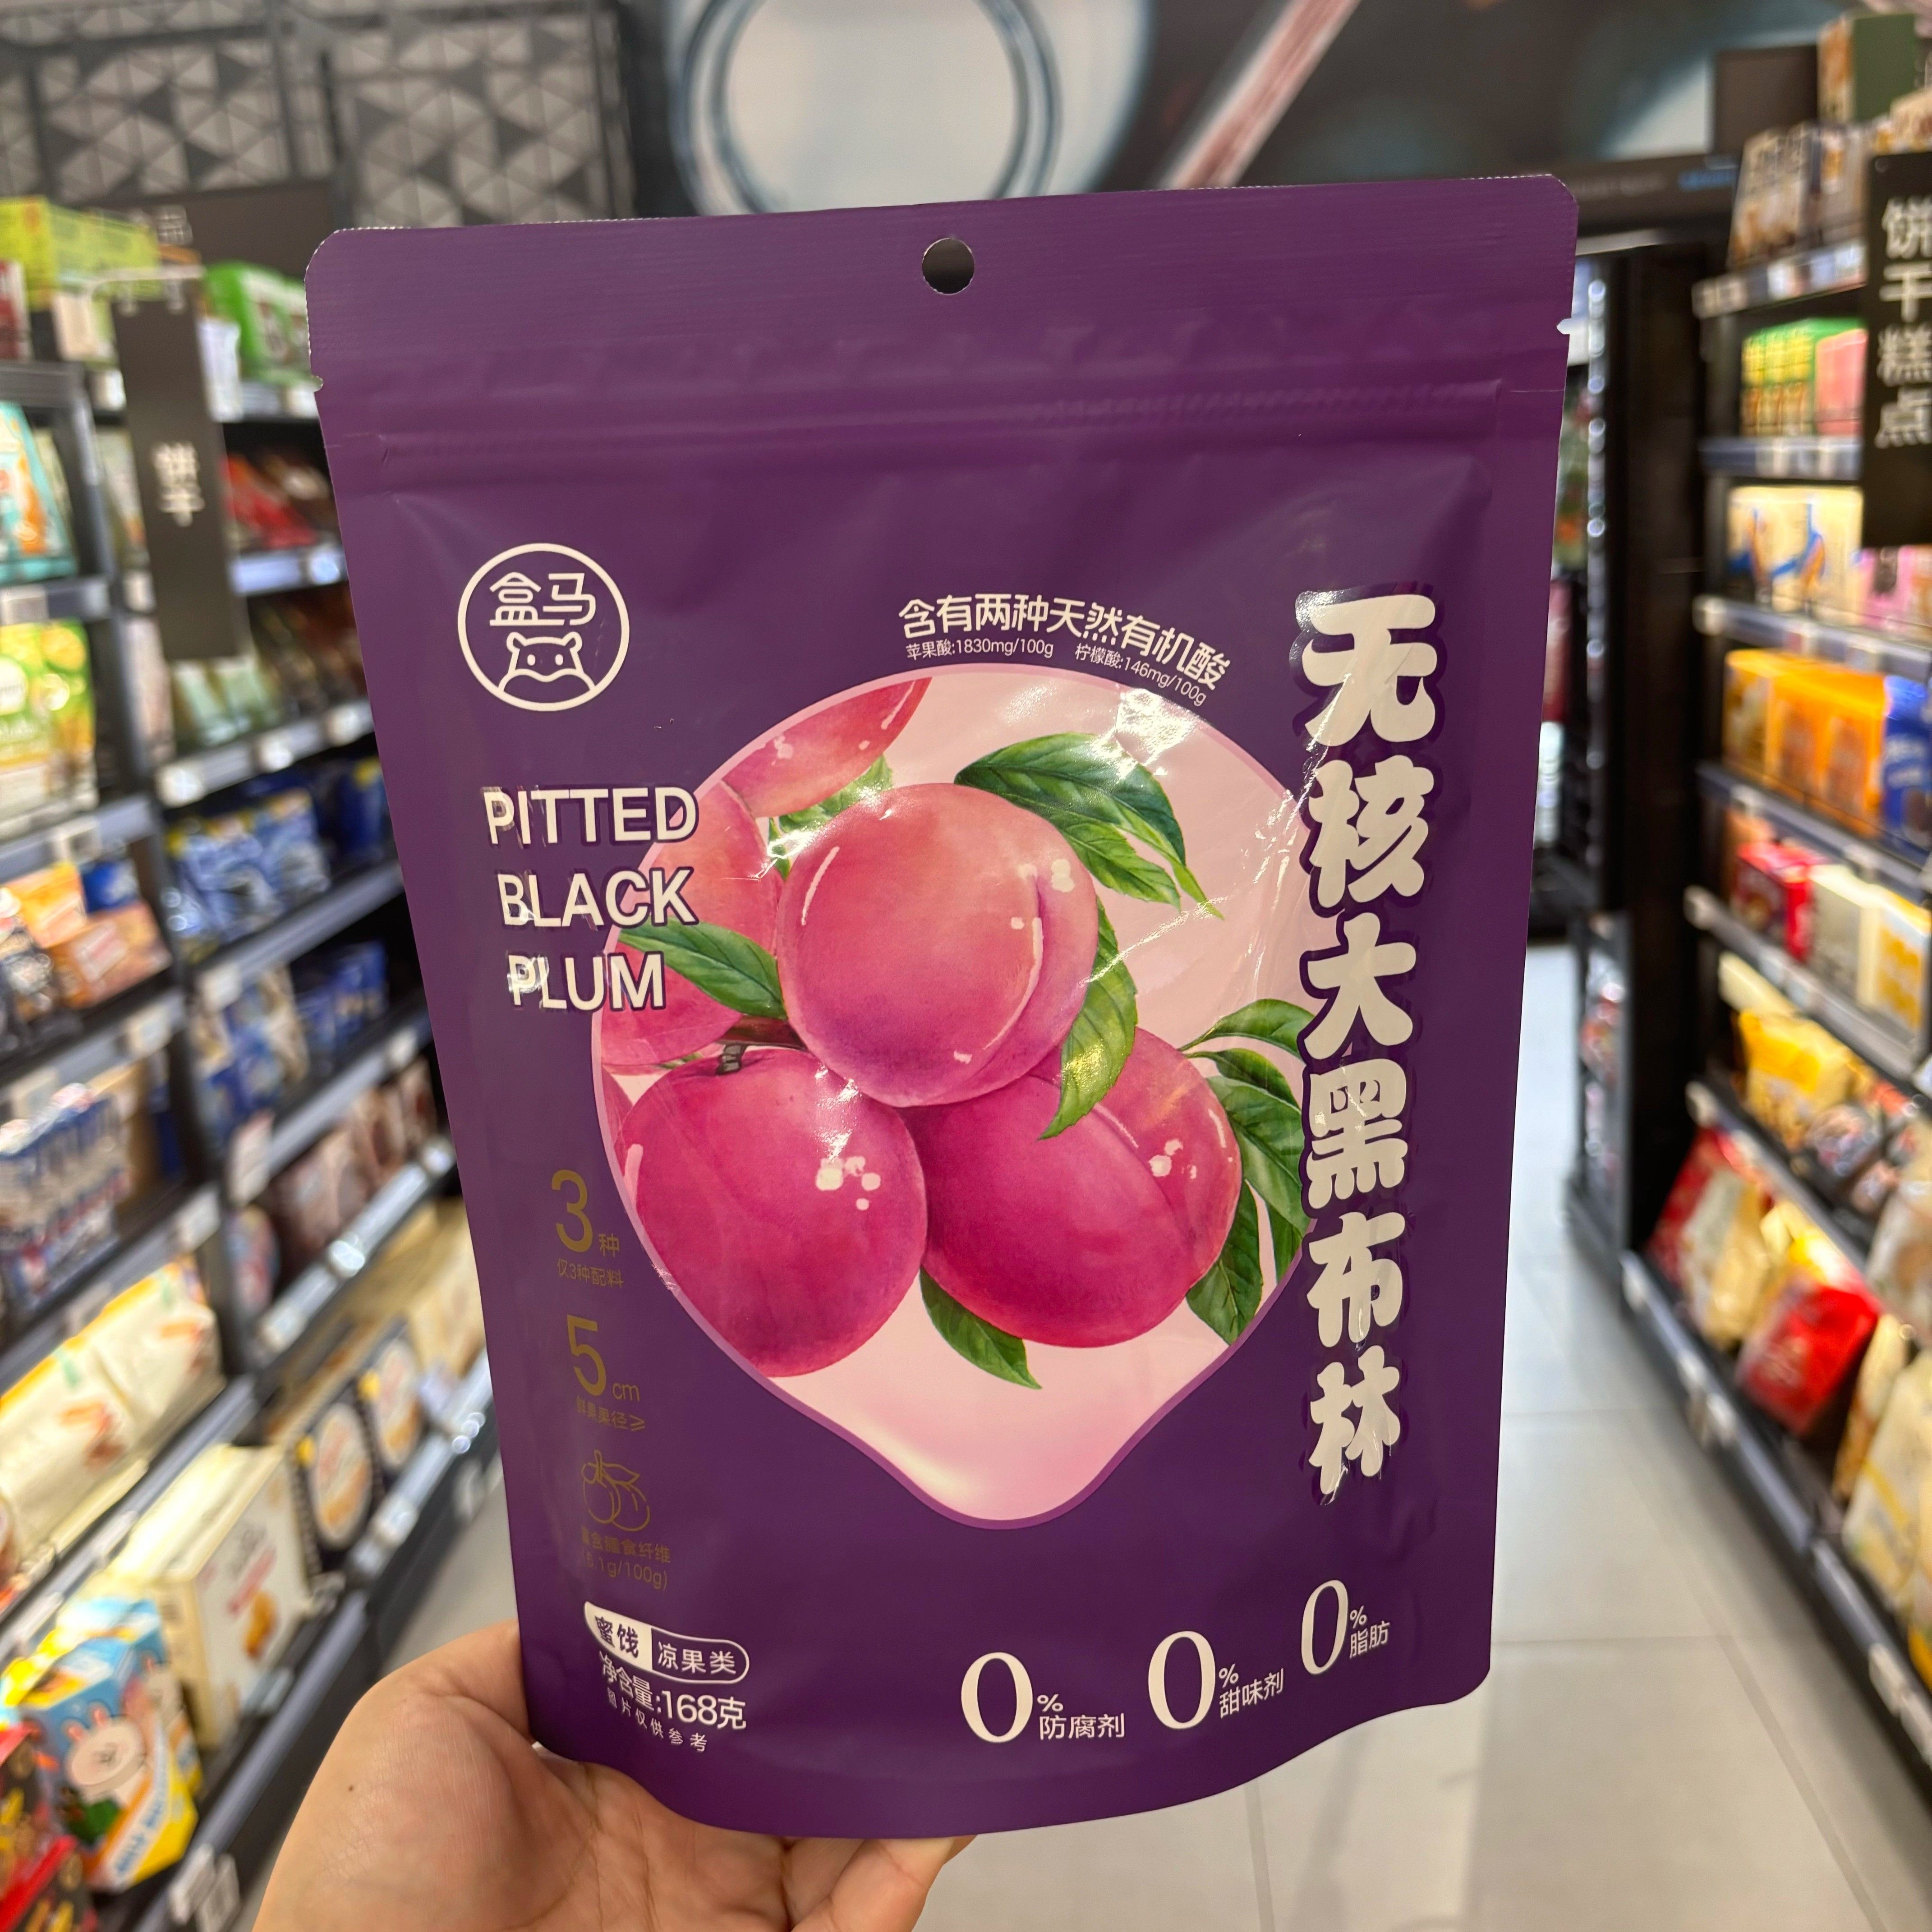 盒马
含有两种天然有机酸
苹果酸:1830mg/100g 柠檬酸:146mg/100g
无核大黑布林
PITTED
BLACK
PLUM
3种
仅3种配料
5cm
鲜果果径≥
富含膳食纤维
(6.1g/100g)
蜜饯 凉果类
净含量:168克
图片仅供参考
0%防腐剂
0%甜味剂
0%脂肪
饼干
饼干糕点